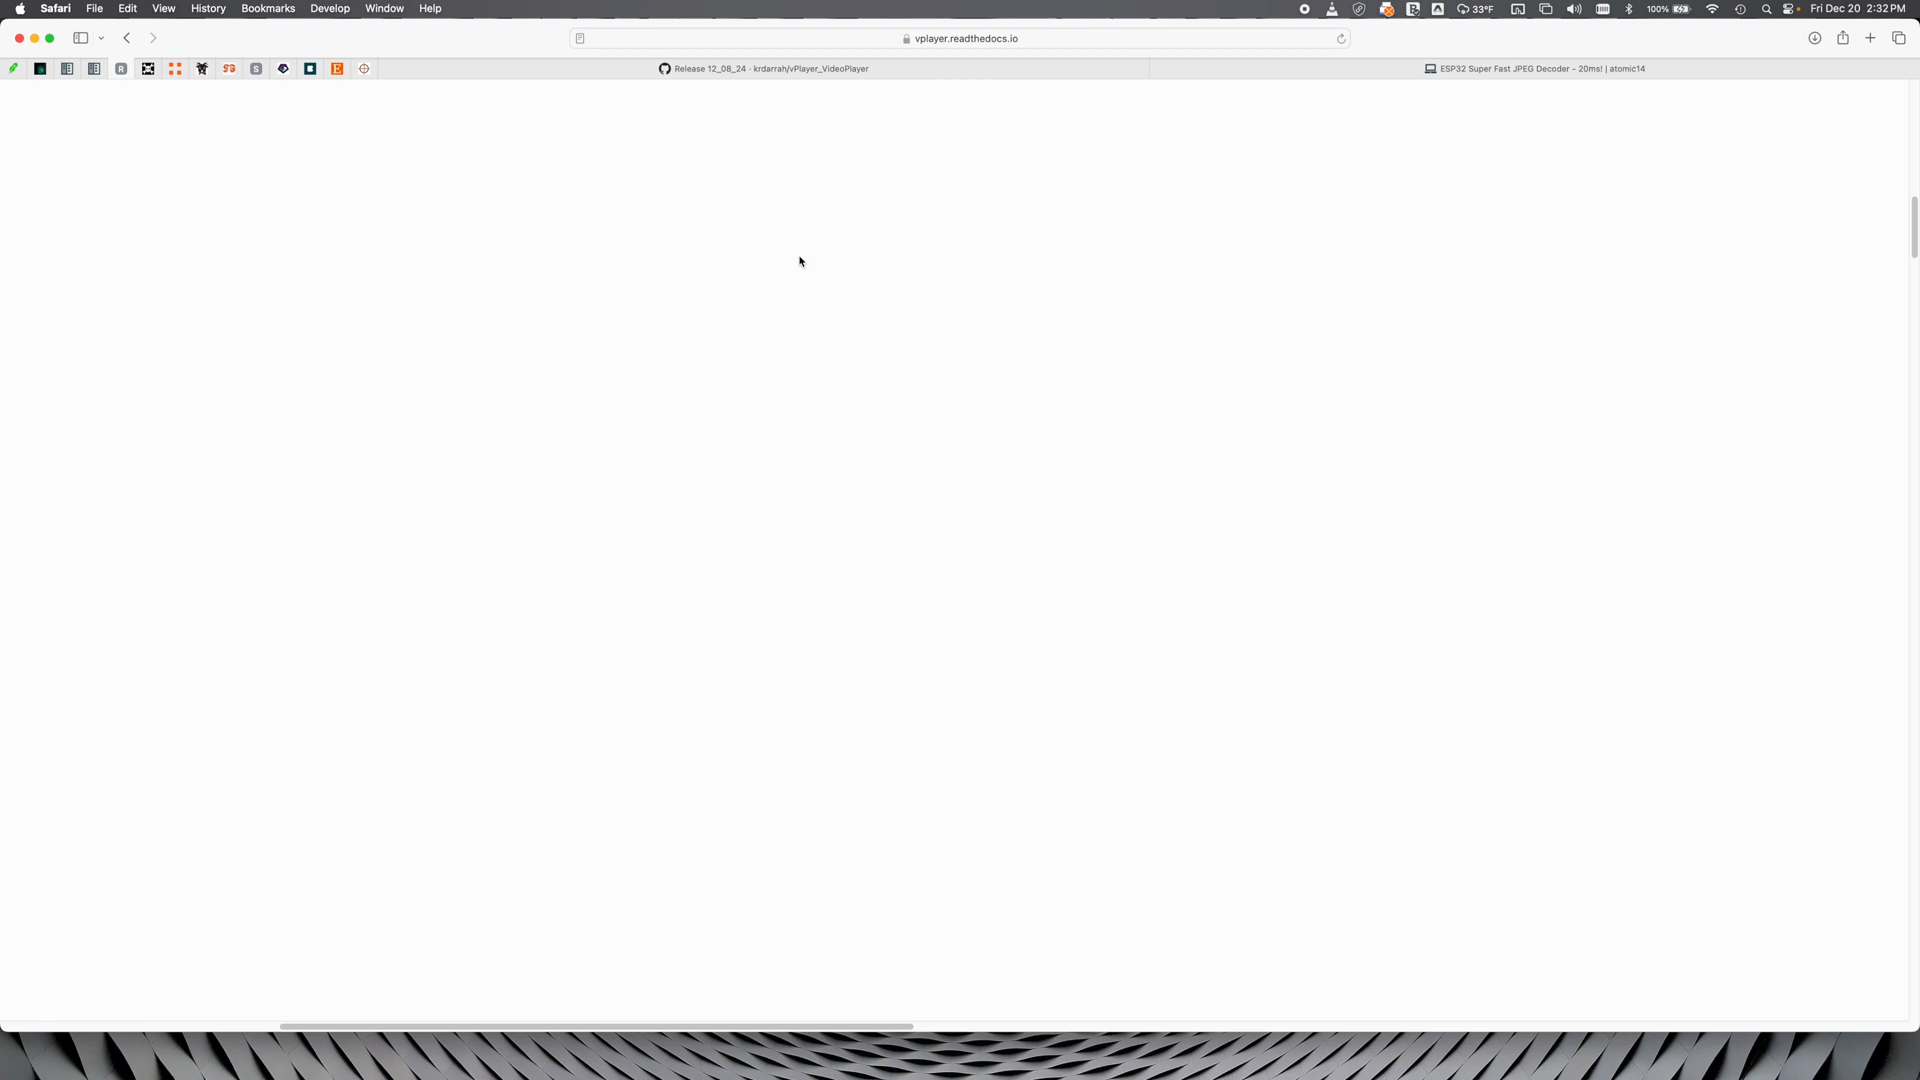 Safari File Edit View History Bookmarks Develop Window Help 33°F 100% Fri Dec 20 2:32 PM
vplayer.readthedocs.io
R SG S E Release 12_08_24 · krdarrah/vPlayer_VideoPlayer ESP32 Super Fast JPEG Decoder - 20ms! | atomic14